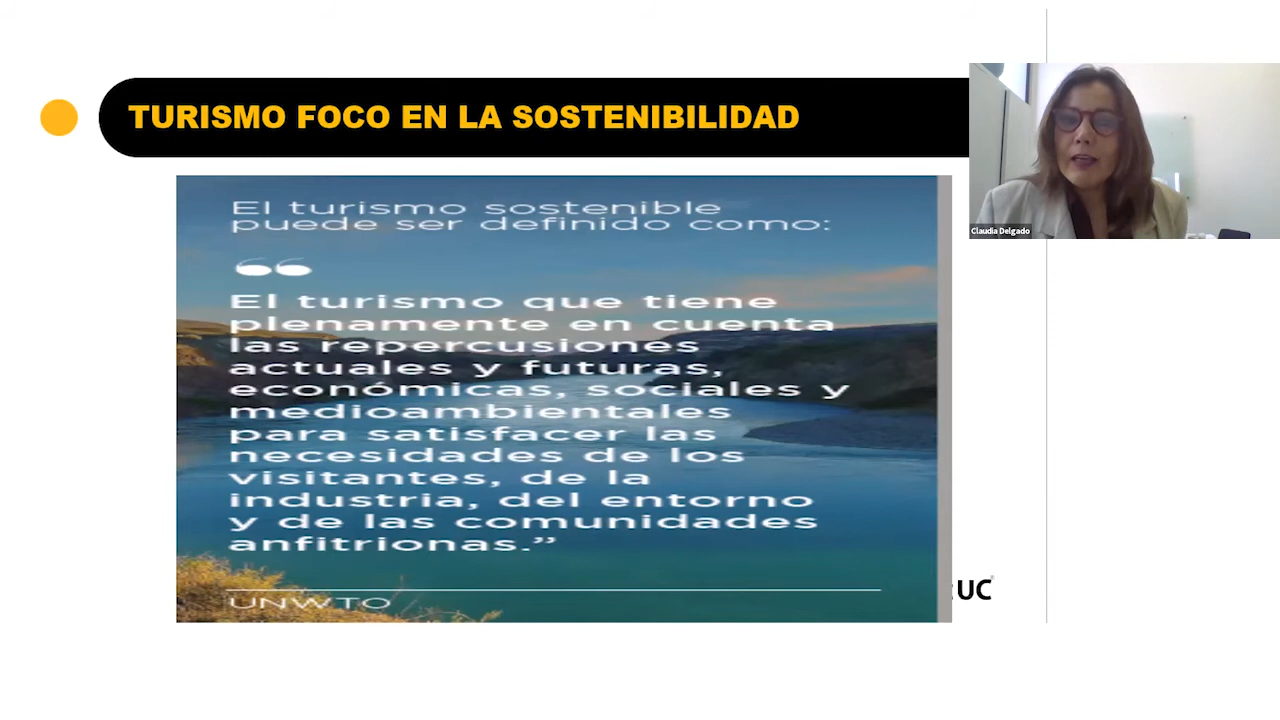 TURISMO FOCO EN LA SOSTENIBILIDAD
Claudia Delgado
El turismo sostenible
puede ser definido como:
“
El turismo que tiene
plenamente en cuenta
las repercusiones
actuales y futuras,
económicas, sociales y
medioambientales
para satisfacer las
necesidades de los
visitantes, de la
industria, del entorno
y de las comunidades
anfitrionas.”
UNWTO
UC